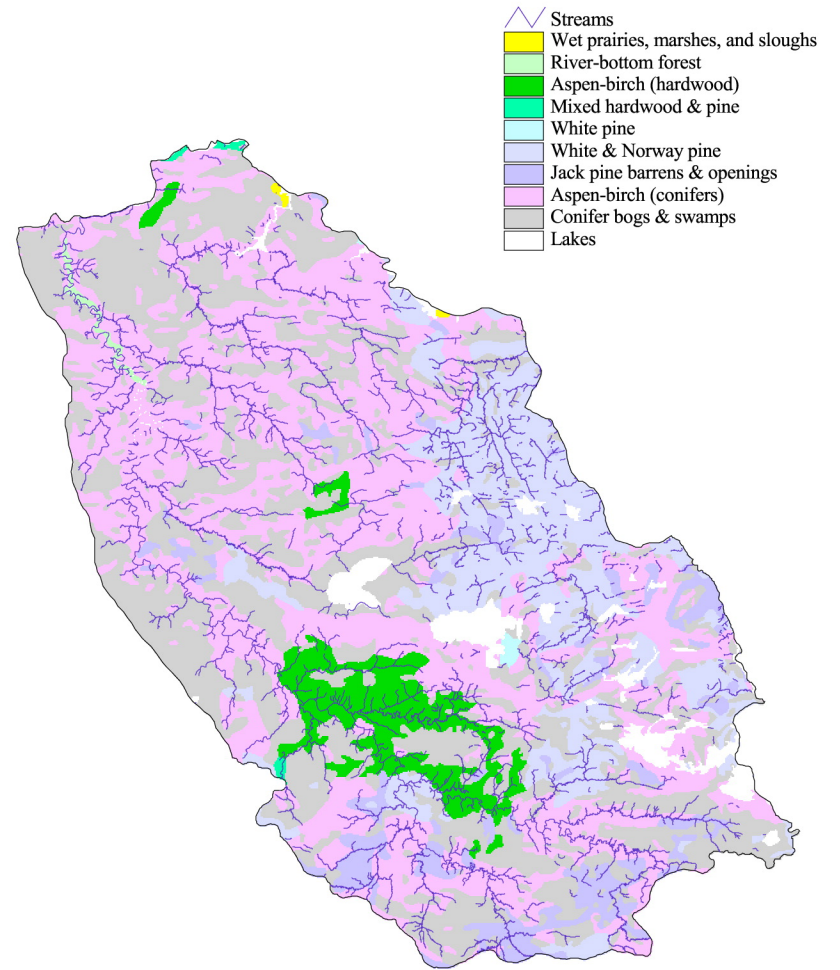 Streams
Wet prairies, marshes, and sloughs
River-bottom forest
Aspen-birch (hardwood)
Mixed hardwood & pine
White pine
White & Norway pine
Jack pine barrens & openings
Aspen-birch (conifers)
Conifer bogs & swamps
Lakes